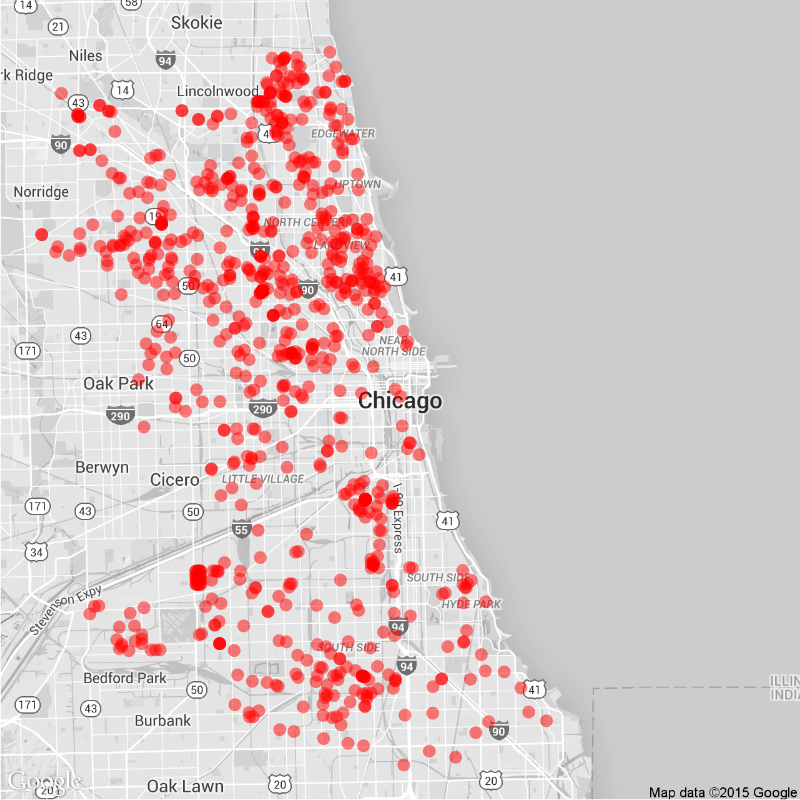 14
58
21
Skokie
Niles
94
rk Ridge
14
Lincolnwood
43
EDGEWATER
90
UPTOWN
Norridge
19
NORTH CENTER
LAKEVIEW
41
50
90
64
43
171
NEAR
NORTH SIDE
50
Oak Park
Chicago
290
290
Berwyn
Cicero
LITTLE VILLAGE
171
43
50
I-90 Express
41
55
34
SOUTH SIDE
HYDE PARK
Stevenson Expy
94
SOUTH SIDE
94
Bedford Park
ILLIN
INDIA
50
41
171
43
Burbank
90
Google
20
Oak Lawn
20
20
Map data ©2015 Google